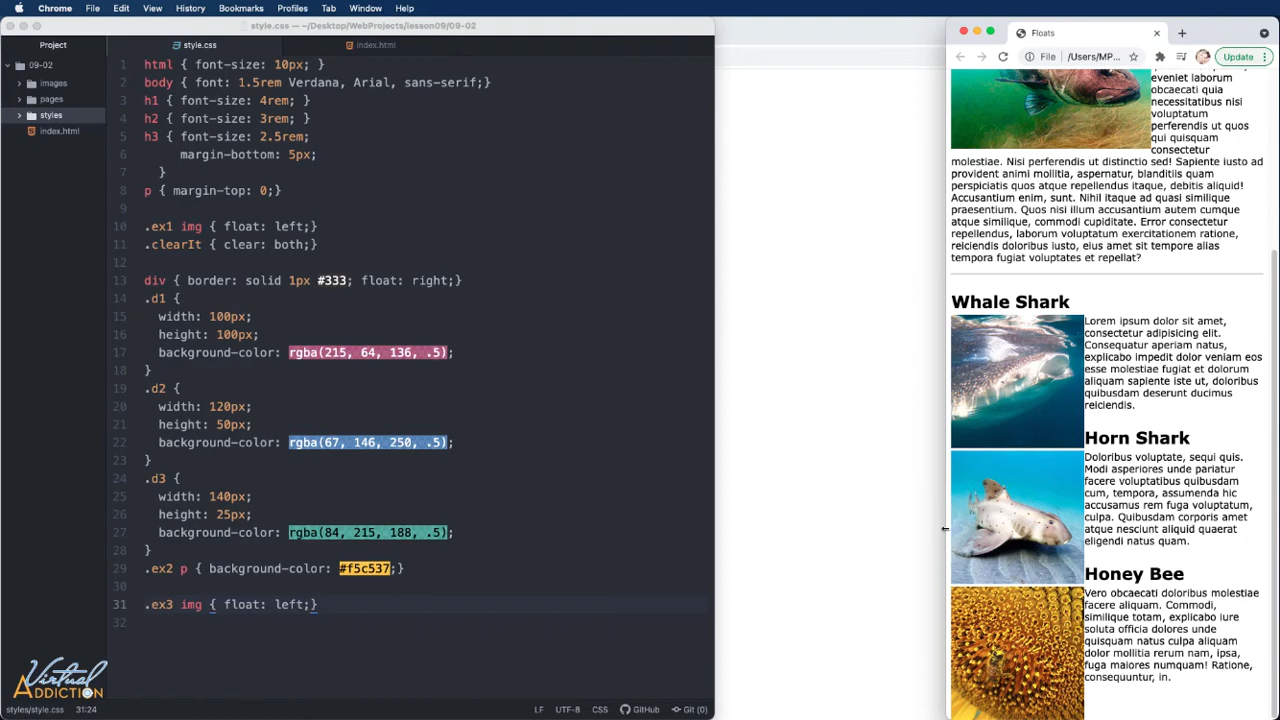 Chrome File Edit View History Bookmarks Profiles Tab Window Help
style.css — ~/Desktop/WebProjects/lesson09/09-02
Project
style.css
index.html
09-02
images
pages
styles
index.html
1 html { font-size: 10px; }
2 body { font: 1.5rem Verdana, Arial, sans-serif;}
3 h1 { font-size: 4rem; }
4 h2 { font-size: 3rem; }
5 h3 { font-size: 2.5rem;
6 margin-bottom: 5px;
7 }
8 p { margin-top: 0;}
9
10 .ex1 img { float: left;}
11 .clearIt { clear: both;}
12
13 div { border: solid 1px #333; float: right;}
14 .d1 {
15 width: 100px;
16 height: 100px;
17 background-color: rgba(215, 64, 136, .5);
18 }
19 .d2 {
20 width: 120px;
21 height: 50px;
22 background-color: rgba(67, 146, 250, .5);
23 }
24 .d3 {
25 width: 140px;
26 height: 25px;
27 background-color: rgba(84, 215, 188, .5);
28 }
29 .ex2 p { background-color: #f5c537;}
30
31 .ex3 img { float: left;}
32
Virtual
ADDICTION
styles/style.css 31:24
LF UTF-8 CSS GitHub Git (0)
Floats
File /Users/MP... Update
eveniet laborum
obcaecati quia
necessitatibus nisi
voluptatum
perferendis ut quos
qui quisquam
consectetur
molestiae. Nisi perferendis ut distinctio sed! Sapiente iusto ad
provident animi mollitia, aspernatur, blanditiis quam
perspiciatis quos atque repellendus itaque, debitis aliquid!
Accusantium enim, sunt. Nihil itaque ad quasi similique
praesentium. Quos nisi illum accusantium autem cumque
atque similique, commodi cupiditate. Error consectetur
repellendus, laborum voluptatum exercitationem ratione,
reiciendis doloribus iusto, eius amet sit tempore alias
tempora fugiat voluptates et repellat?
Whale Shark
Lorem ipsum dolor sit amet,
consectetur adipisicing elit.
Consequatur aperiam natus,
explicabo impedit dolor veniam eos
esse molestiae fugiat et dolorum
aliquam sapiente iste ut, doloribus
quibusdam deserunt ducimus
reiciendis.
Horn Shark
Doloribus voluptate, sequi quis.
Modi asperiores unde pariatur
facere voluptatibus quibusdam
cum, tempora, assumenda hic
accusamus rem fuga voluptatum,
culpa. Quibusdam corporis amet
atque nesciunt aliquid quaerat
eligendi natus quam.
Honey Bee
Vero obcaecati doloribus molestiae
facere aliquam. Commodi,
similique totam, explicabo iure
soluta officia dolores unde
quisquam natus culpa aliquam
dolor mollitia rerum nam, ipsa,
fuga maiores numquam! Ratione,
consequuntur, in.